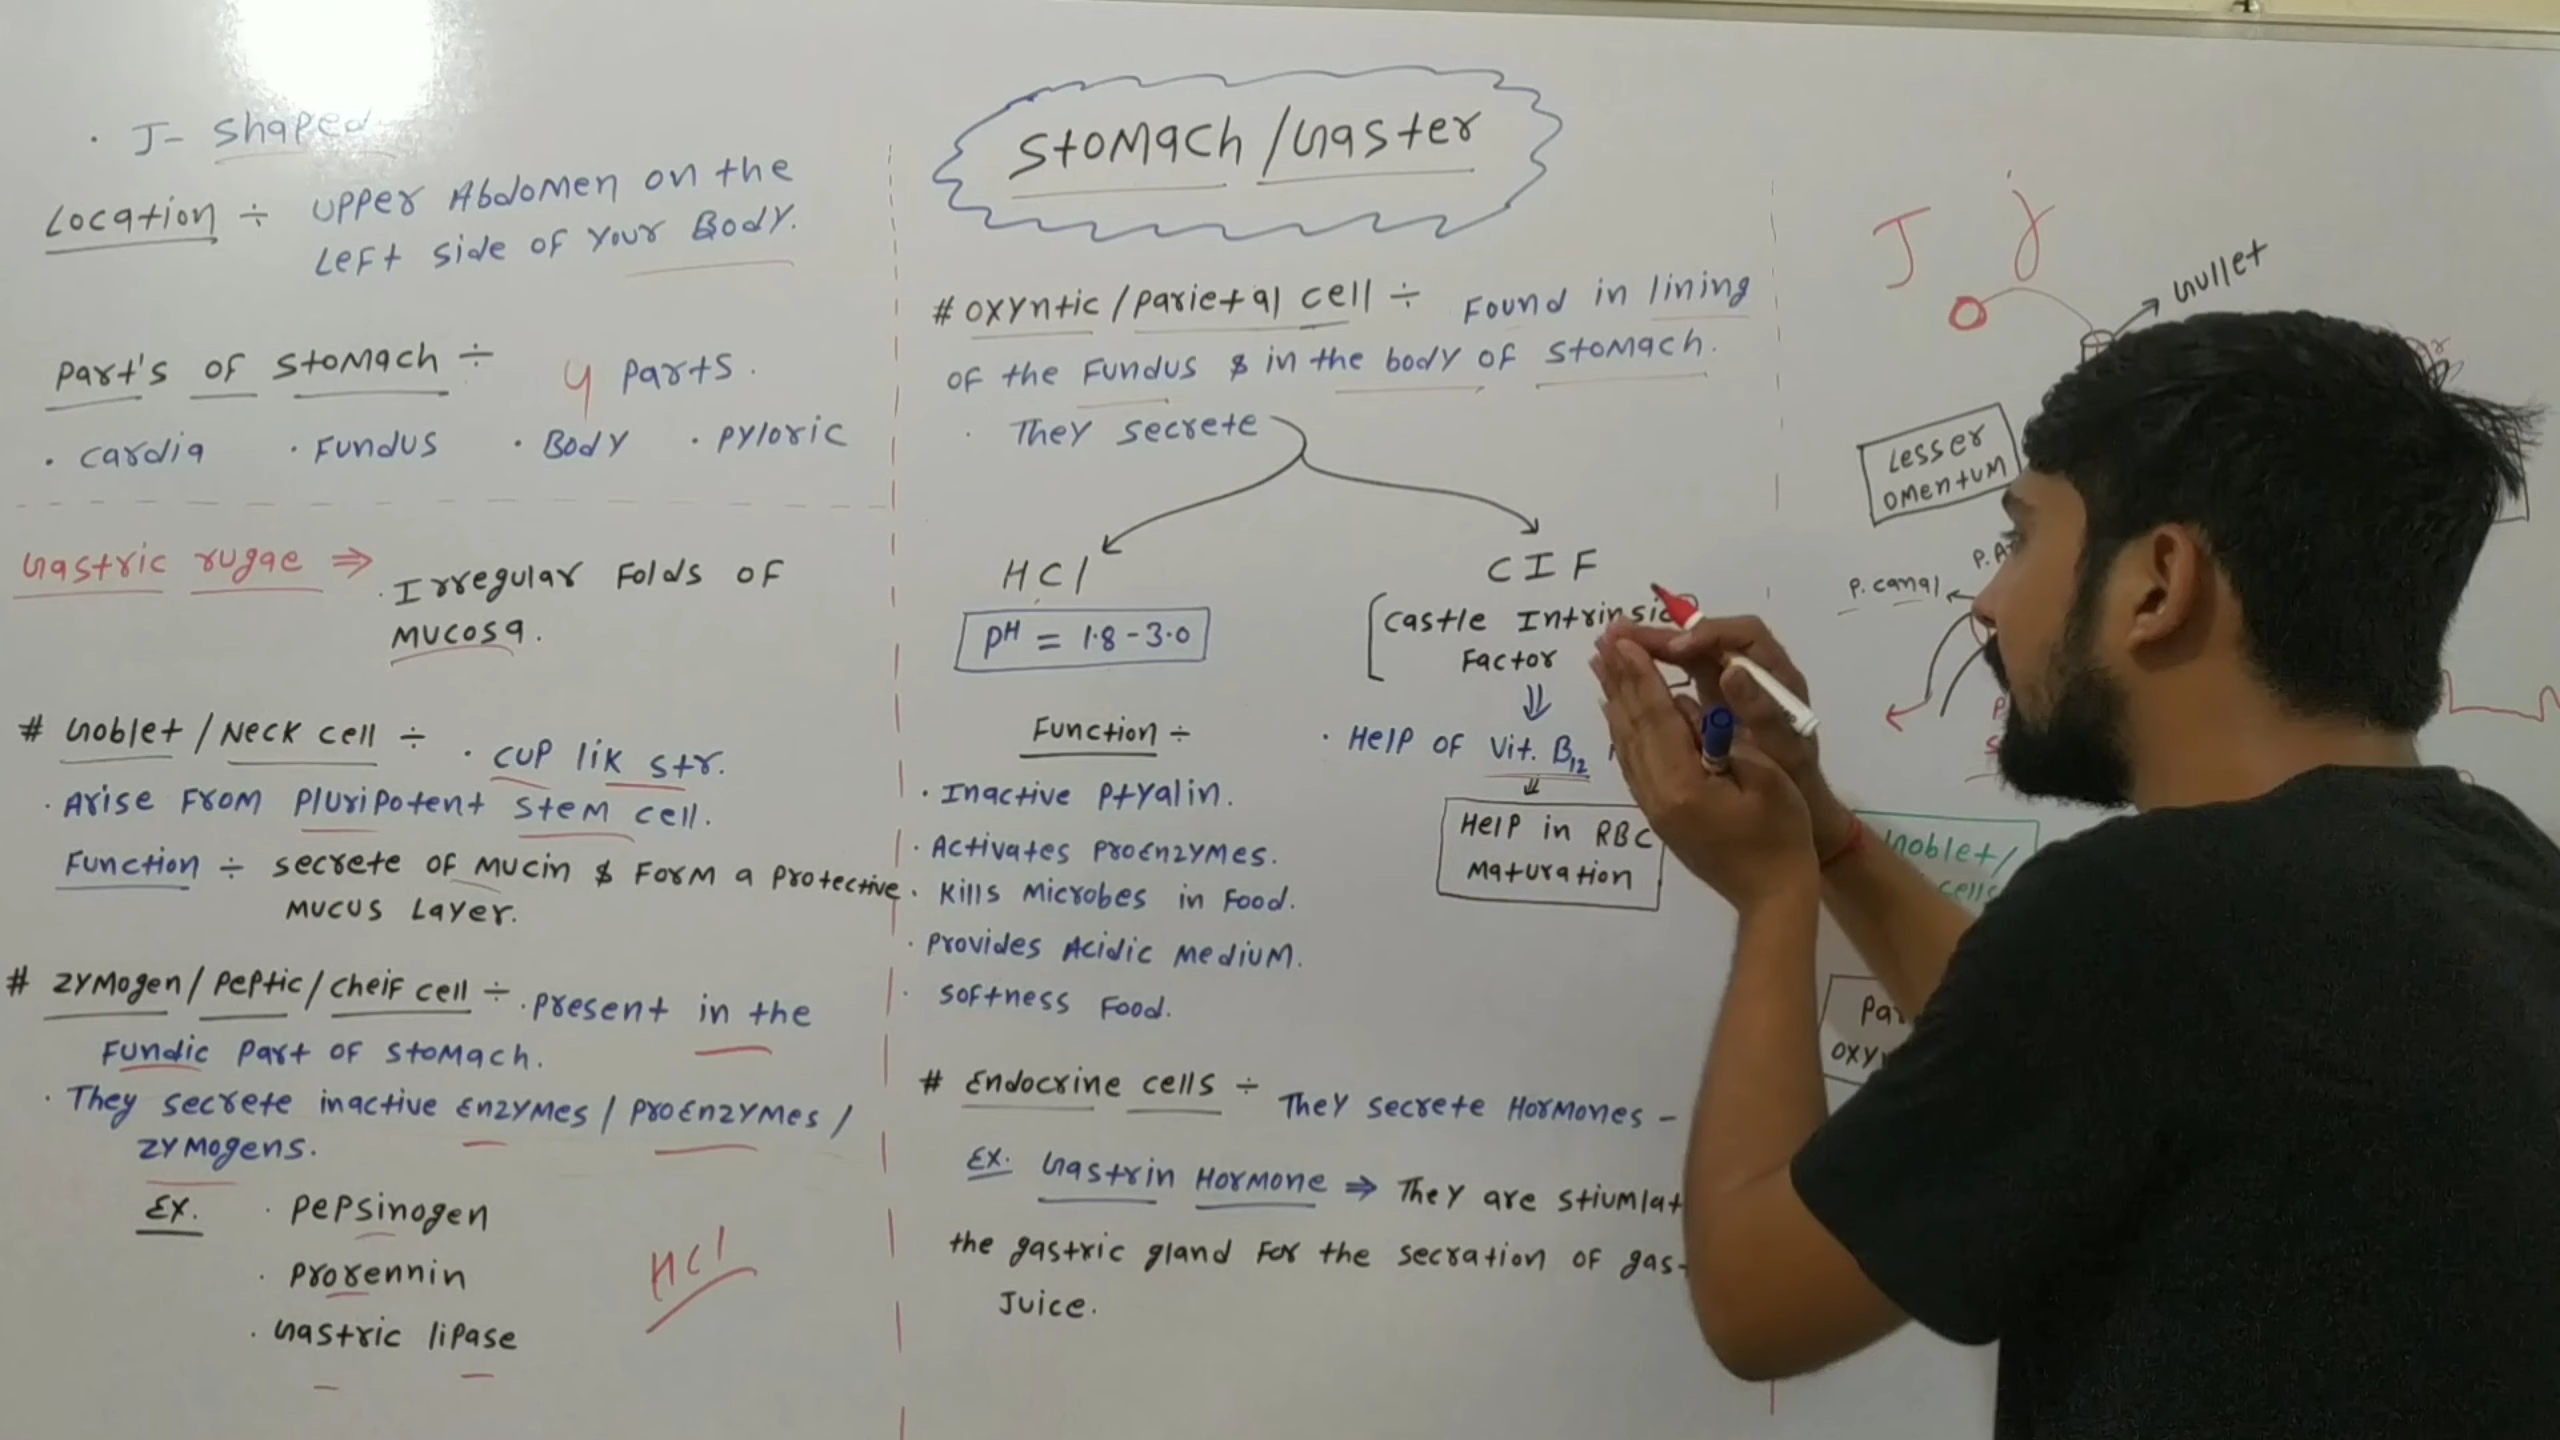 Stomach / Gaster
· J- Shaped
Location ÷ Upper Abdomen on the
Left side of your Body.
Part's of Stomach ÷ 4 Parts.
· Cardia · Fundus · Body · Pyloric
Gastric rugae ⇒ · Irregular Folds of
Mucosa.
# Goblet / Neck cell ÷ · Cup lik str.
· Arise From Pluripotent Stem cell.
Function ÷ secrete of Mucin & Form a Protective
Mucus Layer.
# Zymogen / Peptic / Cheif cell ÷ · Present in the
Fundic Part of Stomach.
· They secrete inactive Enzymes / ProEnzymes /
Zymogens.
Ex. · Pepsinogen
· Prorennin
· Gastric lipase
HCl
# Oxyntic / Parietal cell ÷ Found in lining
of the Fundus & in the body of Stomach.
· They secrete
HCl
PH = 1.8 - 3.0
Function ÷
· Inactive Ptyalin.
· Activates ProEnzymes.
· Kills Microbes in Food.
· Provides Acidic Medium.
· Softness Food.
CIF
[Castle Intrinsic
Factor
⇓
· Help of Vit. B12
⇓
Help in RBC
Maturation
# Endocrine cells ÷ They secrete Hormones -
Ex. Gastrin Hormone ⇒ They are stiumlat
the gastric gland For the secration of gas-
Juice.
J J
Gullet
Lesser
Omentum
P. canal
Goblet/
cells